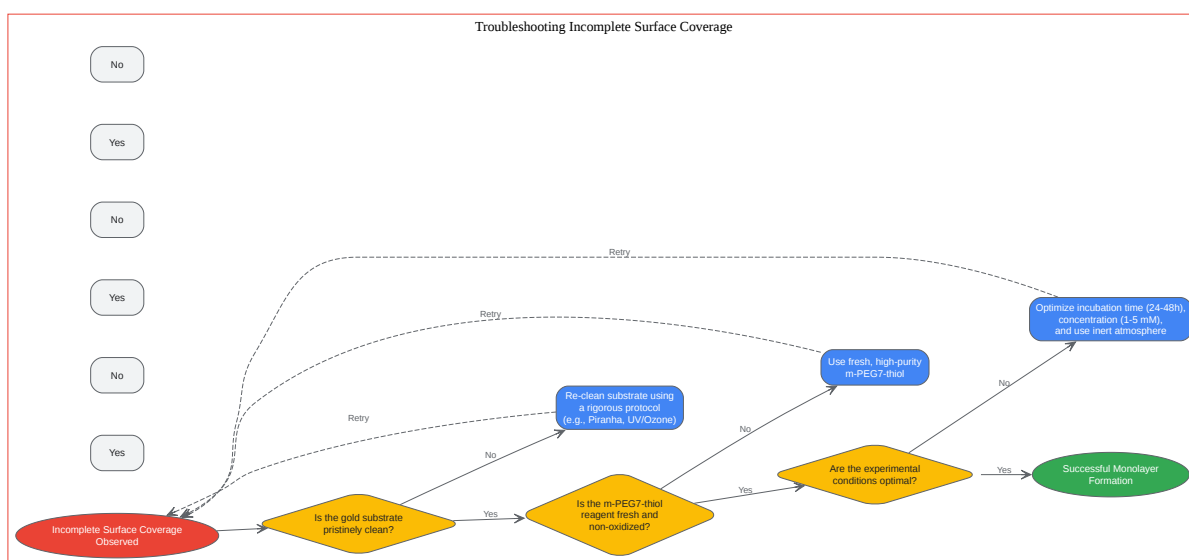 Troubleshooting Incomplete Surface Coverage
No
Yes
No
Yes
No
Yes
Retry
Retry
Retry
Optimize incubation time (24-48h),
concentration (1-5 mM),
and use inert atmosphere
Use fresh, high-purity
m-PEG7-thiol
Re-clean substrate using
a rigorous protocol
(e.g., Piranha, UV/Ozone)
No
No
No
Incomplete Surface Coverage
Observed
Is the gold substrate
pristinely clean?
Yes
Is the m-PEG7-thiol
reagent fresh and
non-oxidized?
Yes
Are the experimental
conditions optimal?
Yes
Successful Monolayer
Formation